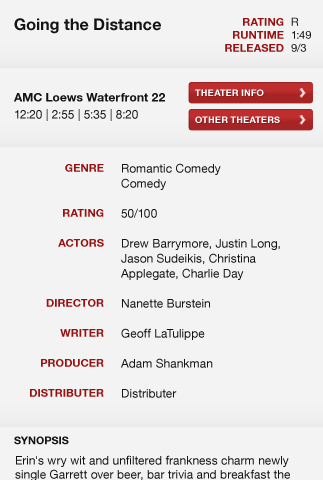 Going the Distance
RATING R
RUNTIME 1:49
RELEASED 9/3
AMC Loews Waterfront 22
12:20 | 2:55 | 5:35 | 8:20
THEATER INFO
OTHER THEATERS
GENRE Romantic Comedy
Comedy
RATING 50/100
ACTORS Drew Barrymore, Justin Long,
Jason Sudeikis, Christina
Applegate, Charlie Day
DIRECTOR Nanette Burstein
WRITER Geoff LaTulippe
PRODUCER Adam Shankman
DISTRIBUTER Distributer
SYNOPSIS
Erin's wry wit and unfiltered frankness charm newly
single Garrett over beer, bar trivia and breakfast the